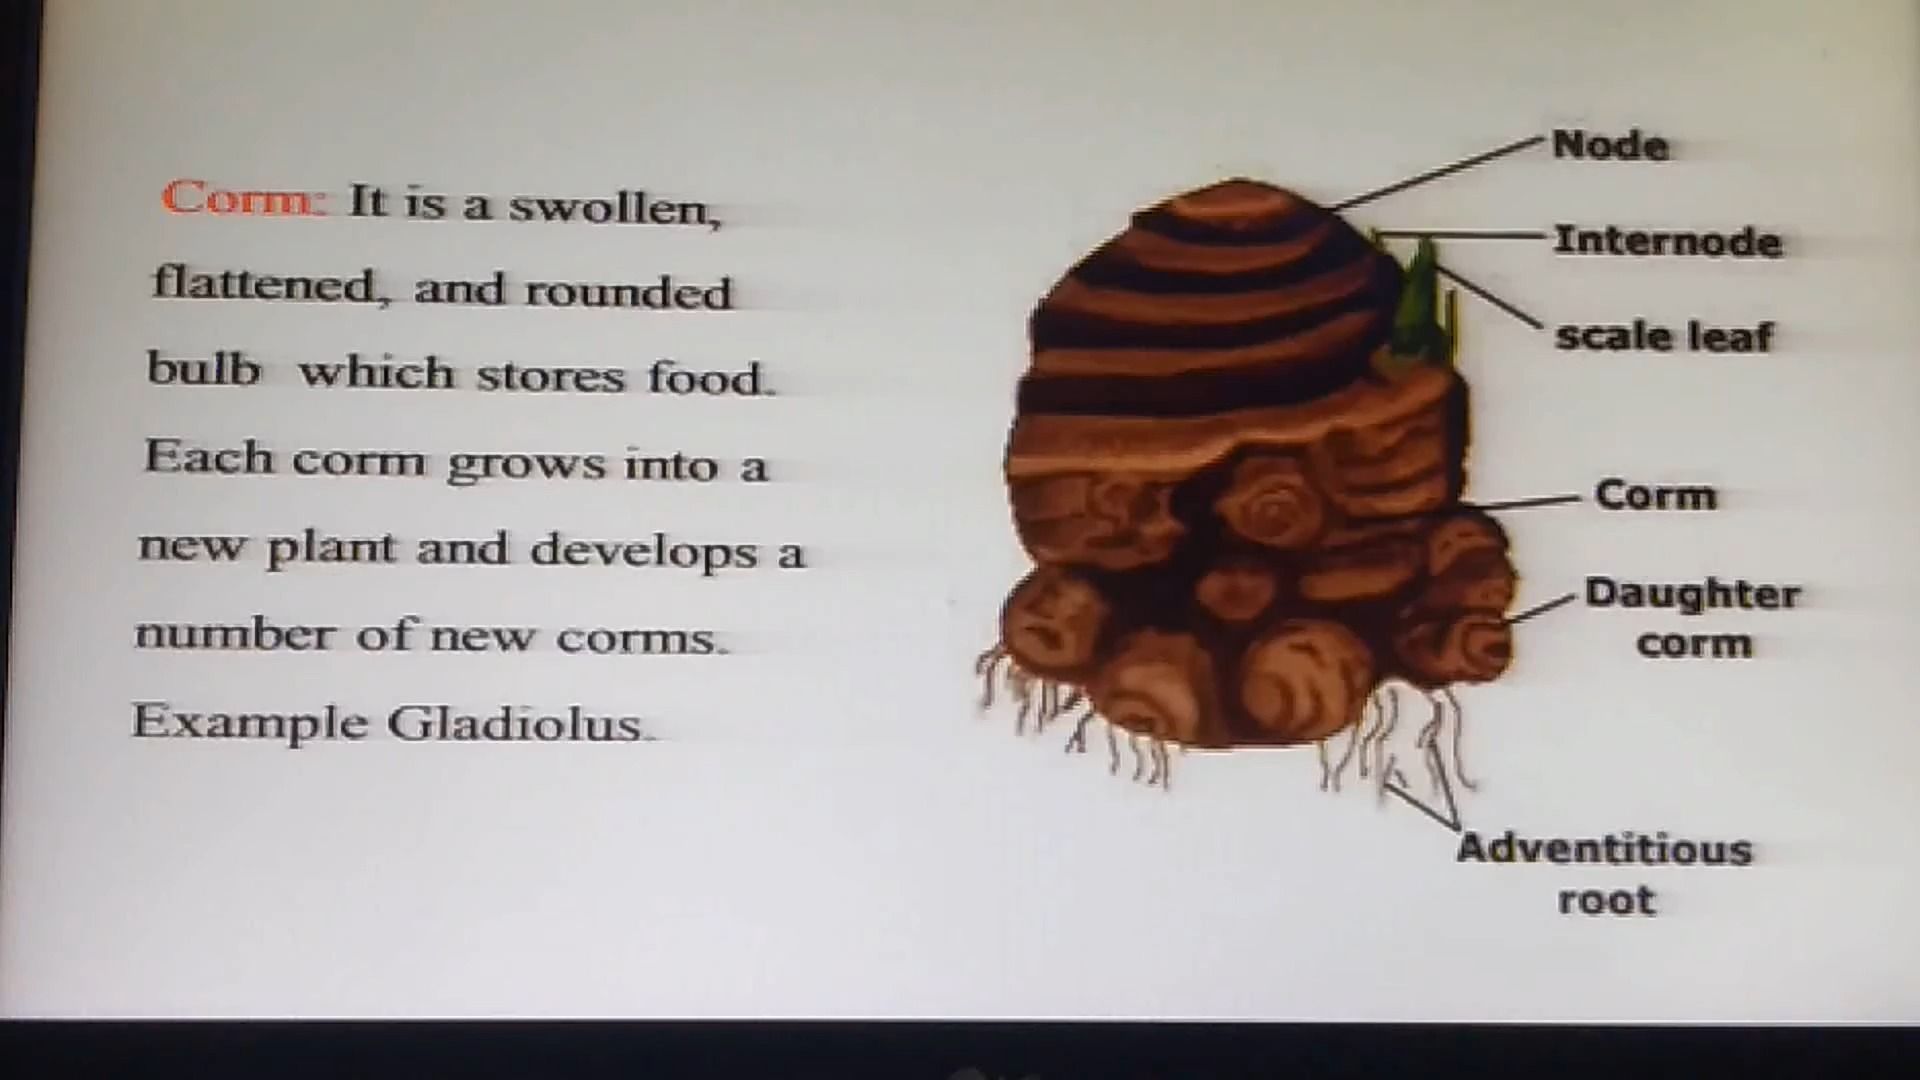 Corm: It is a swollen,
flattened, and rounded
bulb which stores food.
Each corm grows into a
new plant and develops a
number of new corms.
Example Gladiolus.
Node
Internode
scale leaf
Corm
Daughter
corm
Adventitious
root